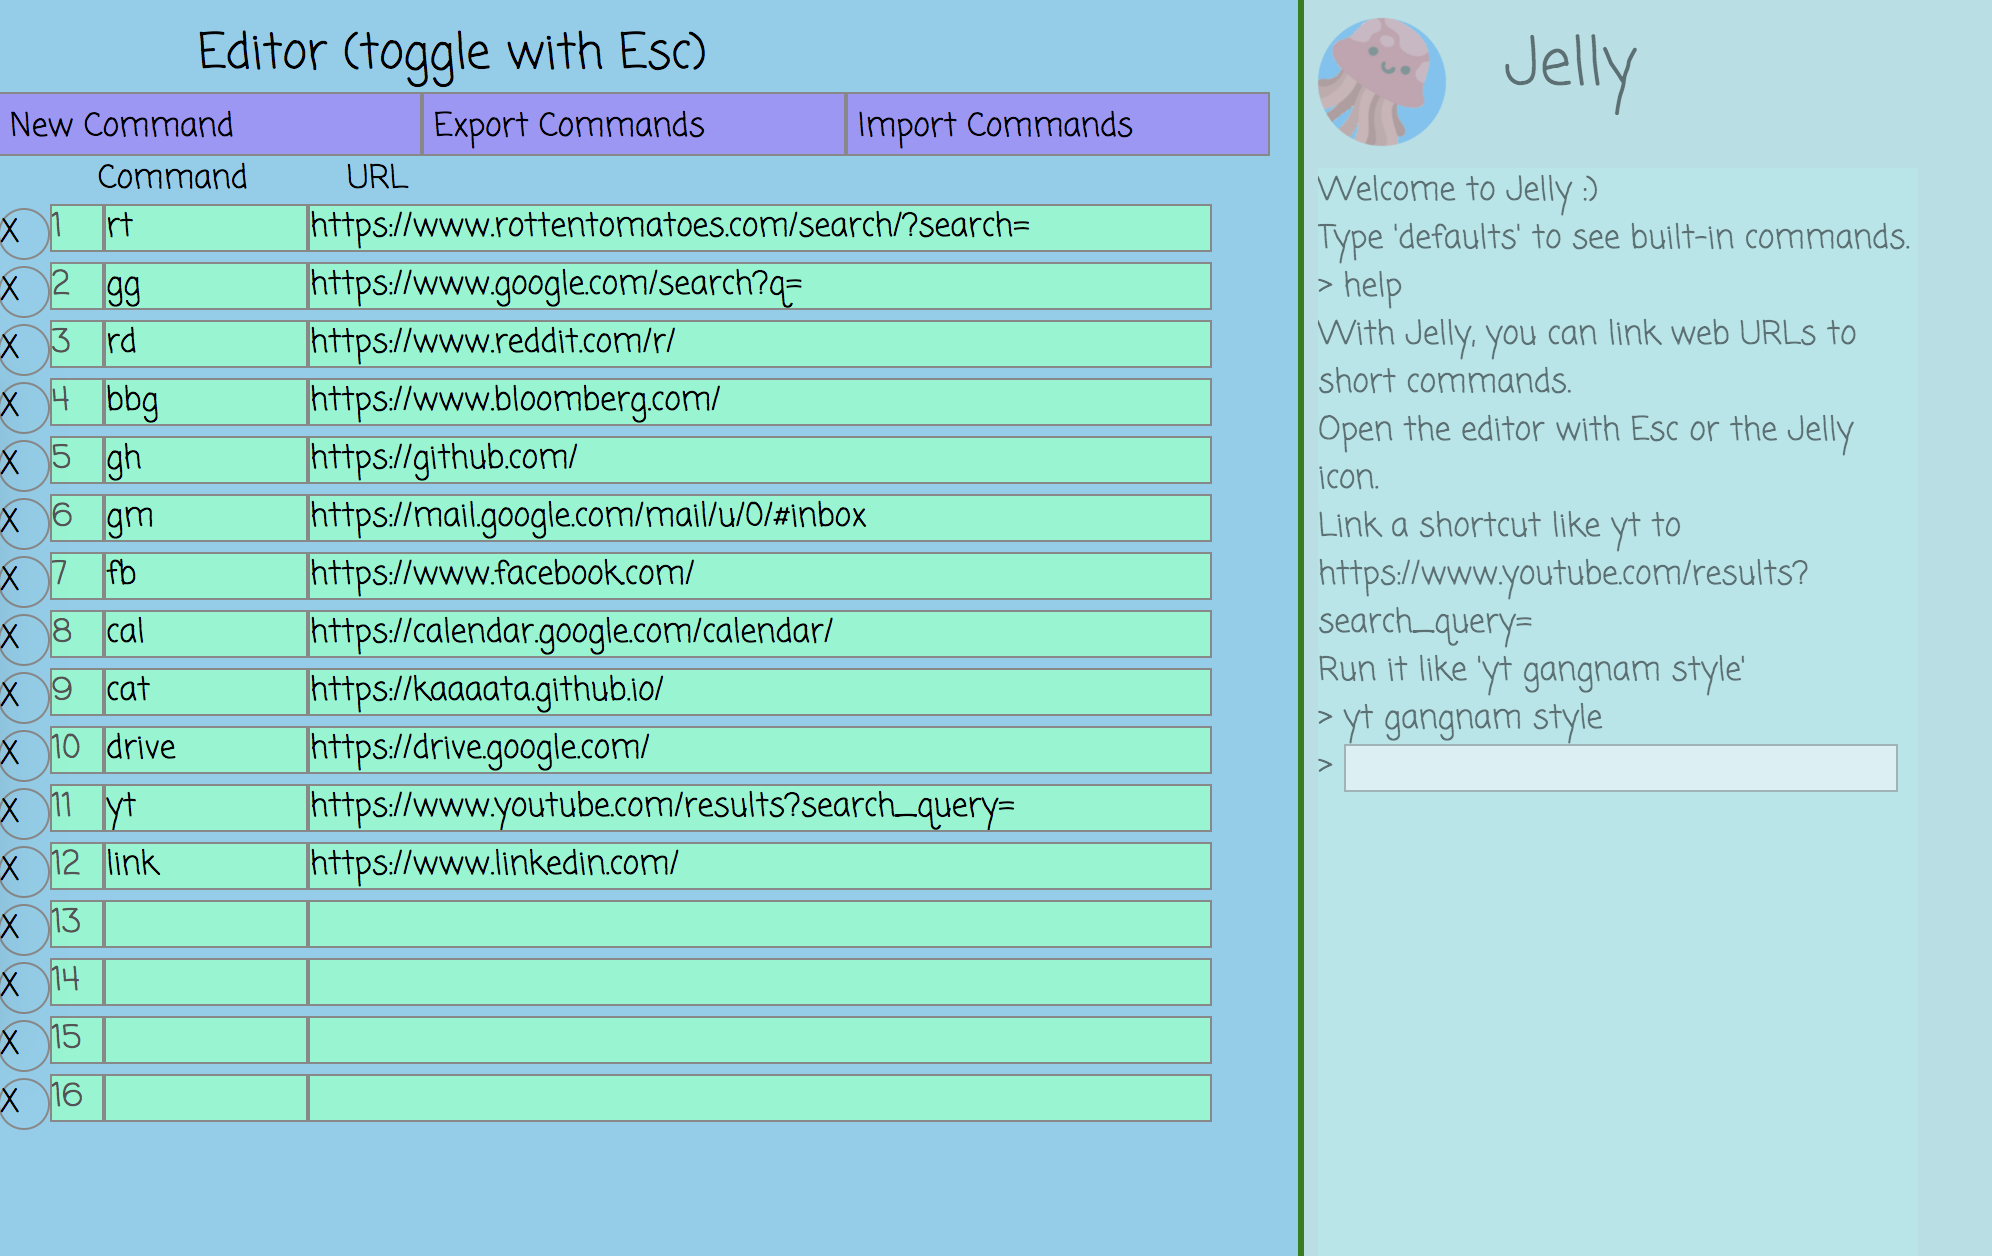 Editor (toggle with Esc)
New Command Export Commands Import Commands
Command URL
X 1 rt https://www.rottentomatoes.com/search/?search=
X 2 gg https://www.google.com/search?q=
X 3 rd https://www.reddit.com/r/
X 4 bbg https://www.bloomberg.com/
X 5 gh https://github.com/
X 6 gm https://mail.google.com/mail/u/0/#inbox
X 7 fb https://www.facebook.com/
X 8 cal https://calendar.google.com/calendar/
X 9 cat https://kaaaata.github.io/
X 10 drive https://drive.google.com/
X 11 yt https://www.youtube.com/results?search_query=
X 12 link https://www.linkedin.com/
X 13
X 14
X 15
X 16
Jelly
Welcome to Jelly :)
Type 'defaults' to see built-in commands.
> help
With Jelly, you can link web URLs to
short commands.
Open the editor with Esc or the Jelly
icon.
Link a shortcut like yt to
https://www.youtube.com/results?
search_query=
Run it like 'yt gangnam style'
> yt gangnam style
>